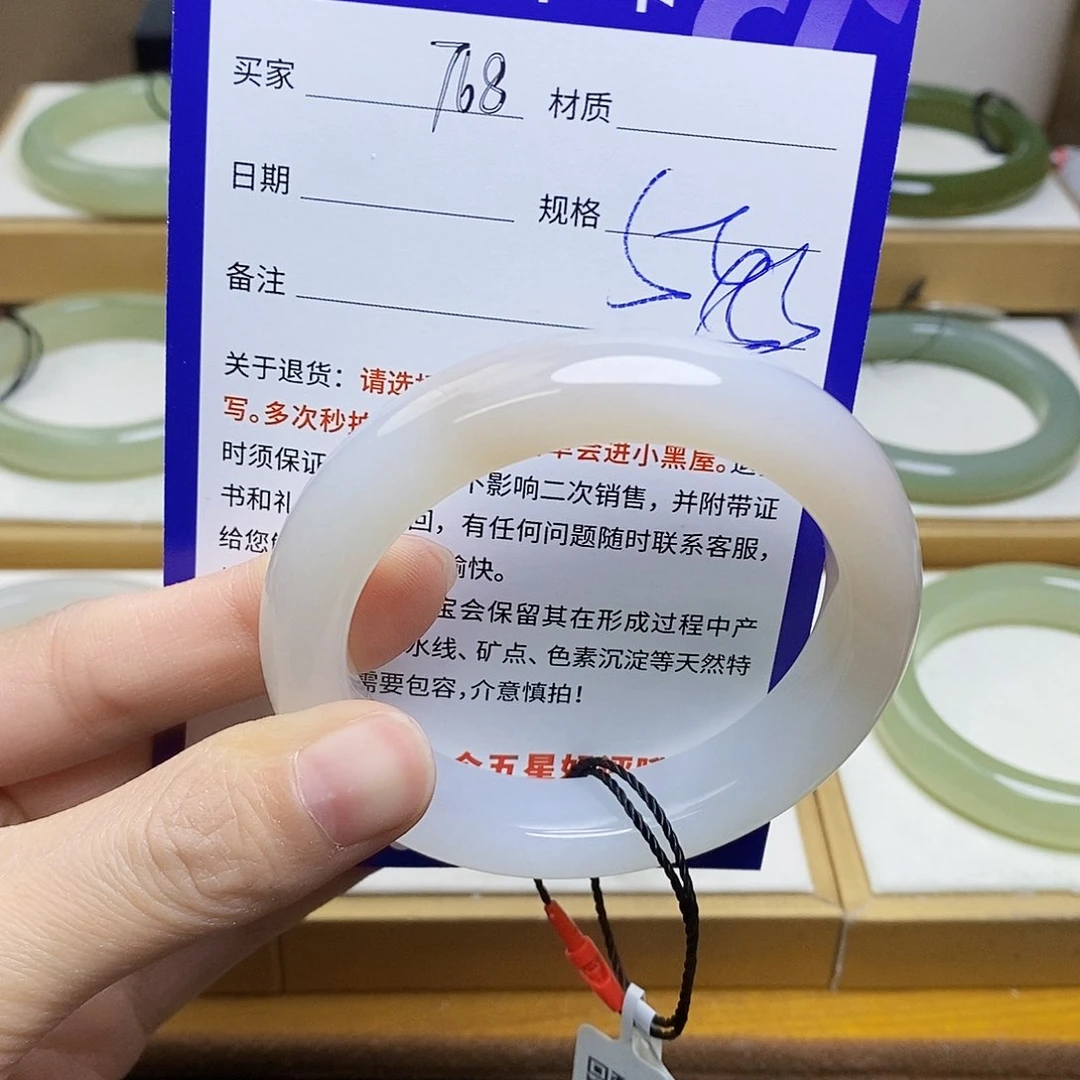 买家 768 材质
日期 规格
备注
关于退货：请选
写。多次秒 会进小黑屋。
时须保证 影响二次销售，并附带证
书和礼 回，有任何问题随时联系客服，
给您 愉快。
宝会保留其在形成过程中产
水线、矿点、色素沉淀等天然特
需要包容，介意慎拍！
五星